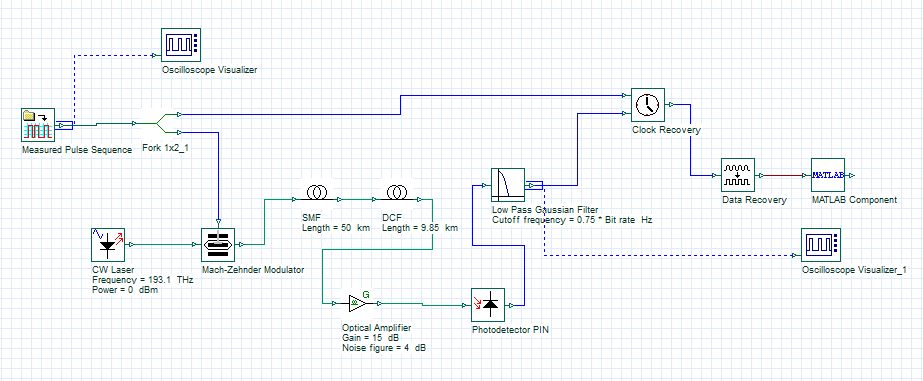 Oscilloscope Visualizer
Measured Pulse Sequence
Fork 1x2_1
Clock Recovery
MATLAB
Data Recovery
MATLAB Component
SMF
Length = 50 km
DCF
Length = 9.85 km
Low Pass Gaussian Filter
Cutoff frequency = 0.75 * Bit rate Hz
CW Laser
Frequency = 193.1 THz
Power = 0 dBm
Mach-Zehnder Modulator
Oscilloscope Visualizer_1
G
Optical Amplifier
Gain = 15 dB
Noise figure = 4 dB
Photodetector PIN